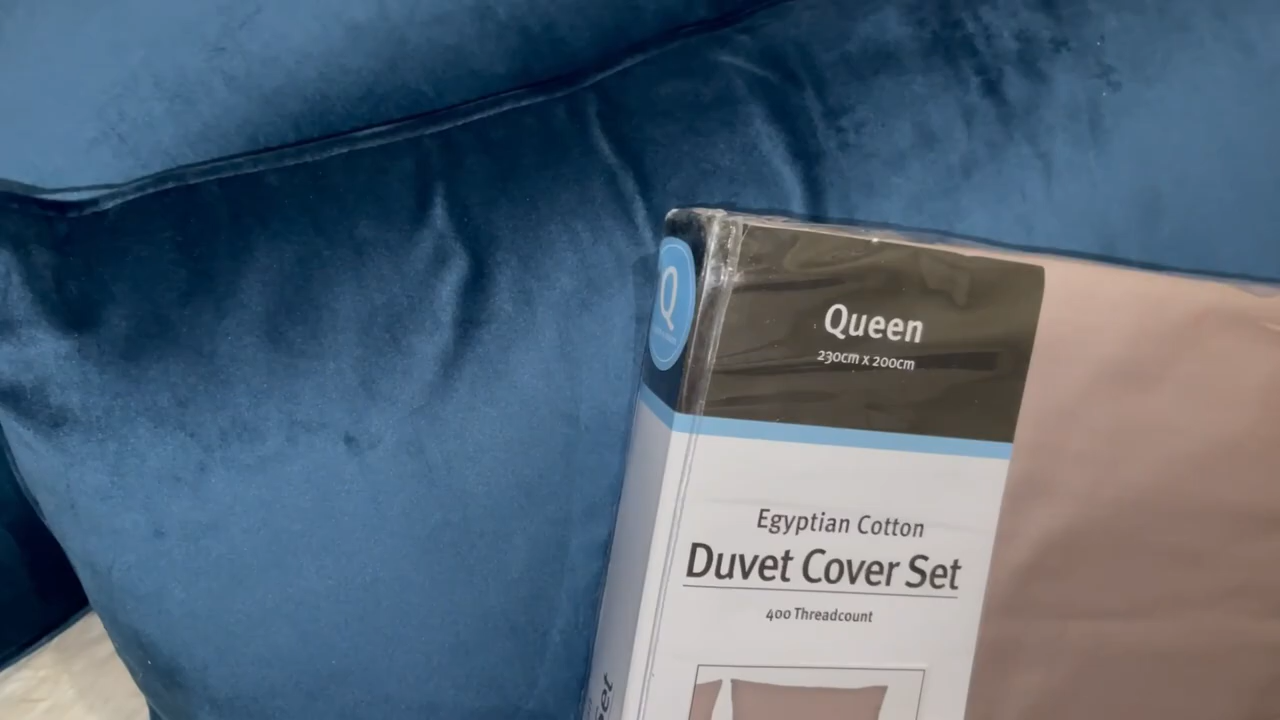 Q
Queen
230cm x 200cm
Egyptian Cotton
Duvet Cover Set
400 Threadcount